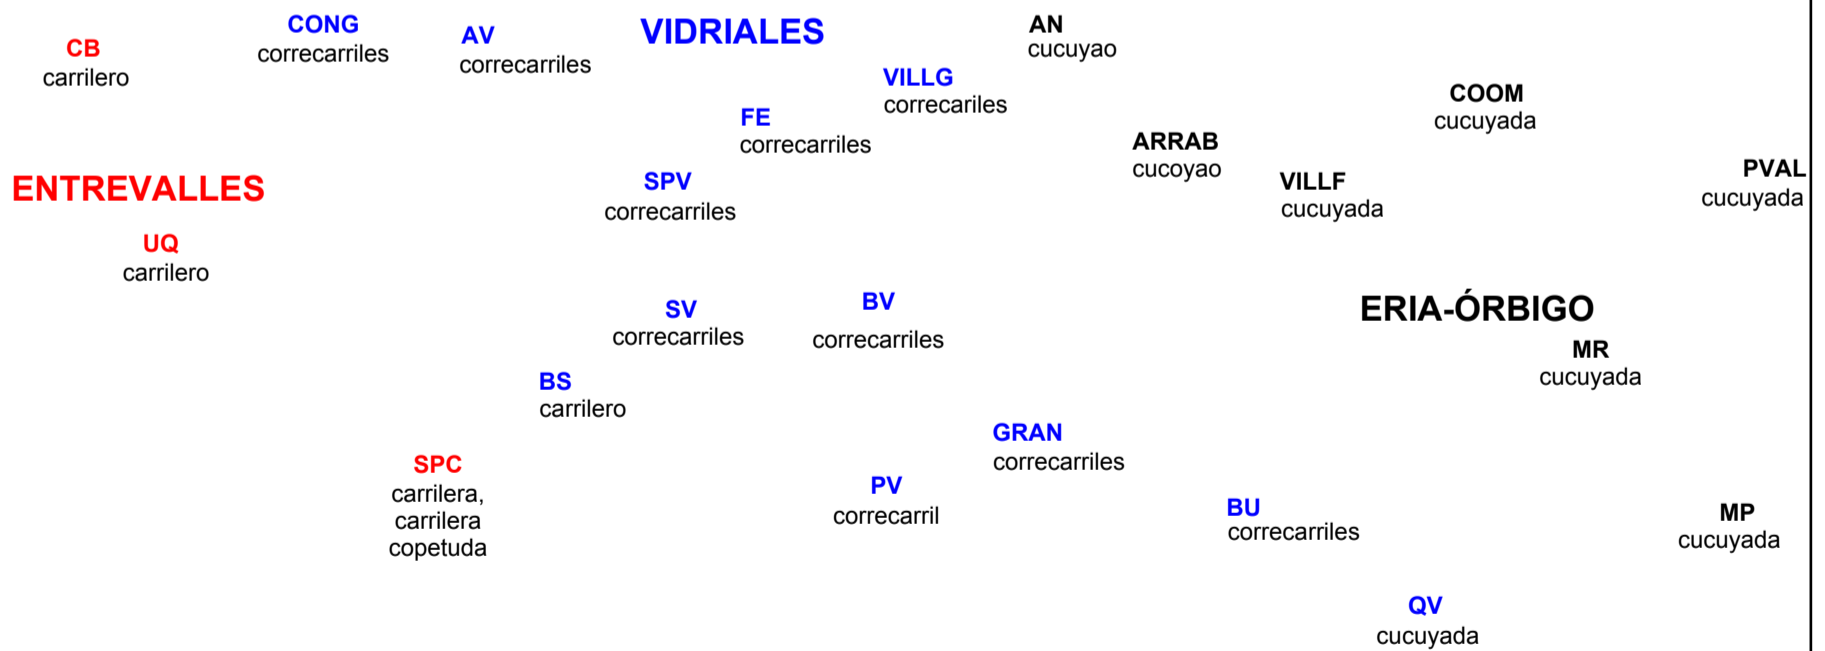 CONG
correcarriles
AV
correcarriles
VIDRIALES
AN
cucuyao
CB
carrilero
VILLG
correcariles
COOM
cucuyada
FE
correcarriles
ARRAB
cucoyao
PVAL
cucuyada
ENTREVALLES
SPV
correcarriles
VILLF
cucuyada
UQ
carrilero
SV
correcarriles
BV
correcarriles
ERIA-ÓRBIGO
MR
cucuyada
BS
carrilero
GRAN
correcarriles
SPC
carrilera,
carrilera
copetuda
PV
correcarril
BU
correcarriles
MP
cucuyada
QV
cucuyada